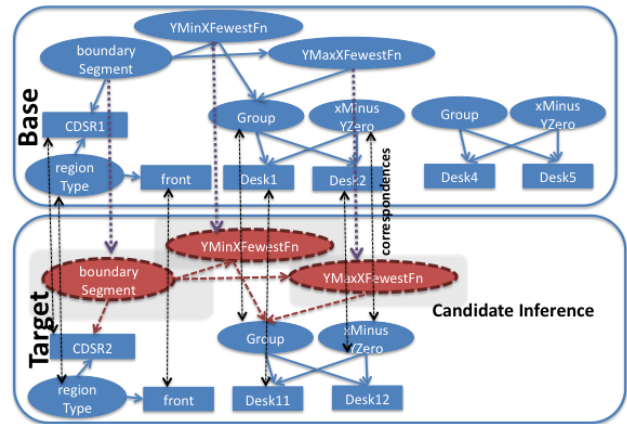 YMinXFewestFn
boundary
Segment
YMaxXFewestFn
Base
CDSR1
Group
xMinus
YZero
Group
xMinus
YZero
region
Type
front
Desk1
Desk2
Desk4
Desk5
correspondences
YMinXFewestFn
boundary
Segment
YMaxXFewestFn
Candidate Inference
Target
CDSR2
Group
xMinus
YZero
region
Type
front
Desk11
Desk12